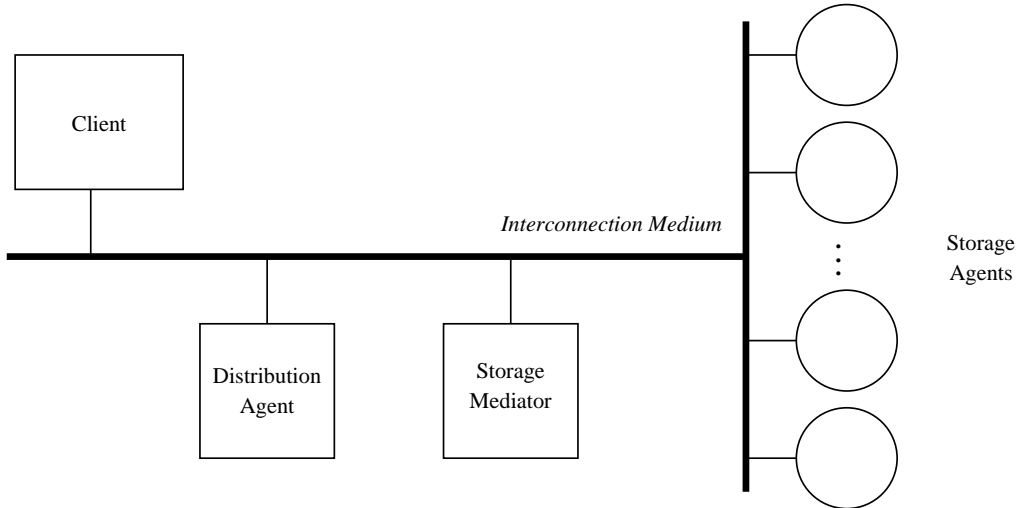 Client
Interconnection Medium
Storage
Agents
Distribution
Agent
Storage
Mediator